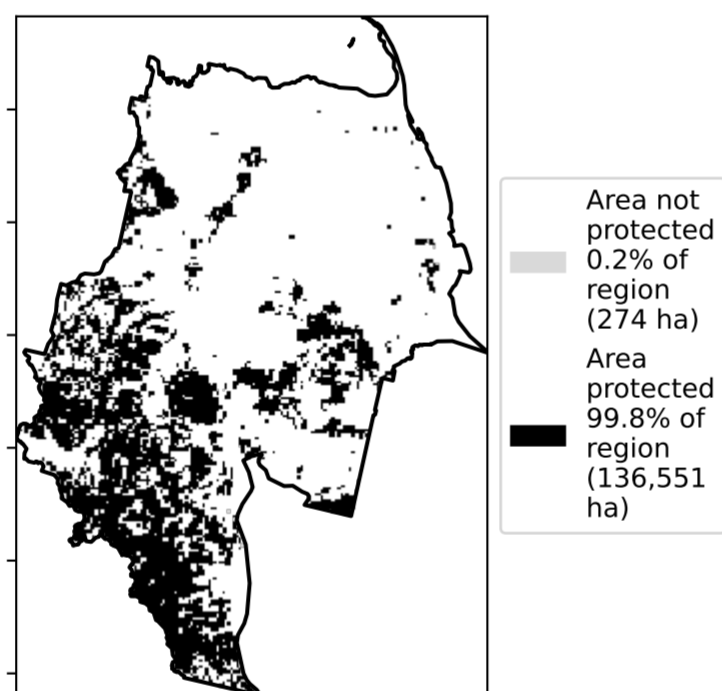 Area not
protected
0.2% of
region
(274 ha)
Area
protected
99.8% of
region
(136,551
ha)